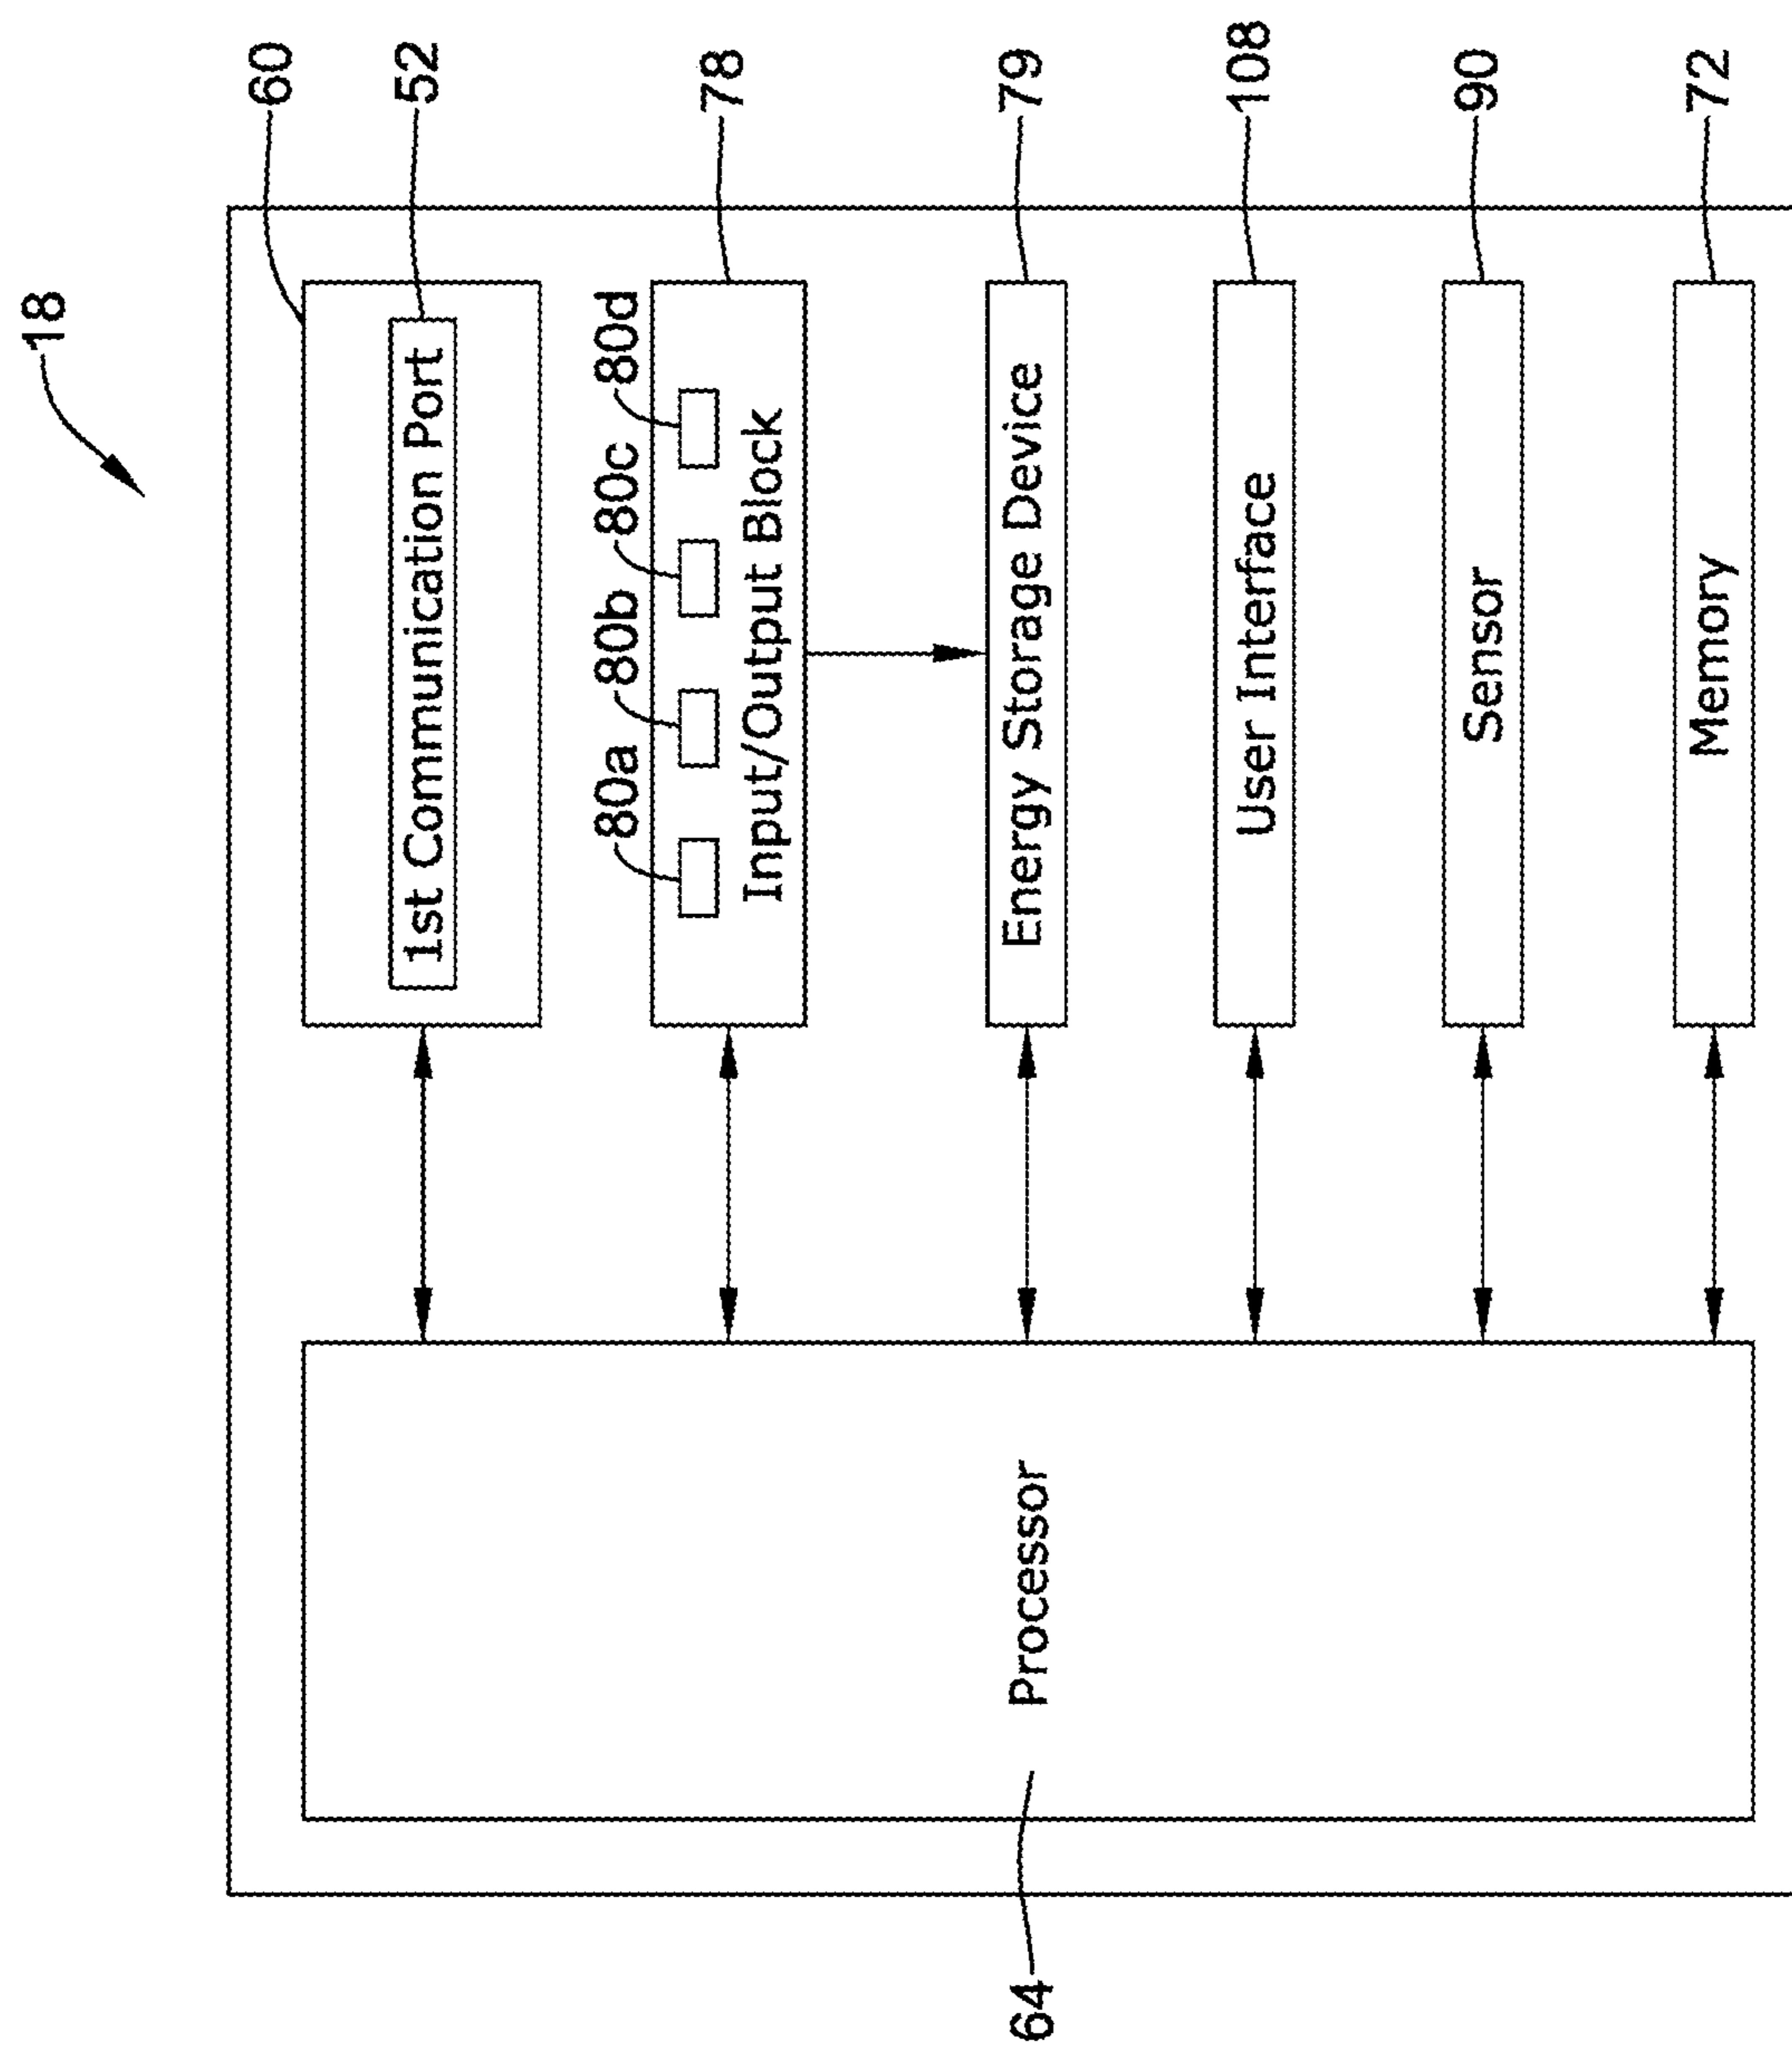 18
60
1st Communication Port
52
80a
80b
80c
80d
Input/Output Block
78
Energy Storage Device
79
User Interface
108
Sensor
90
Memory
72
Processor
64